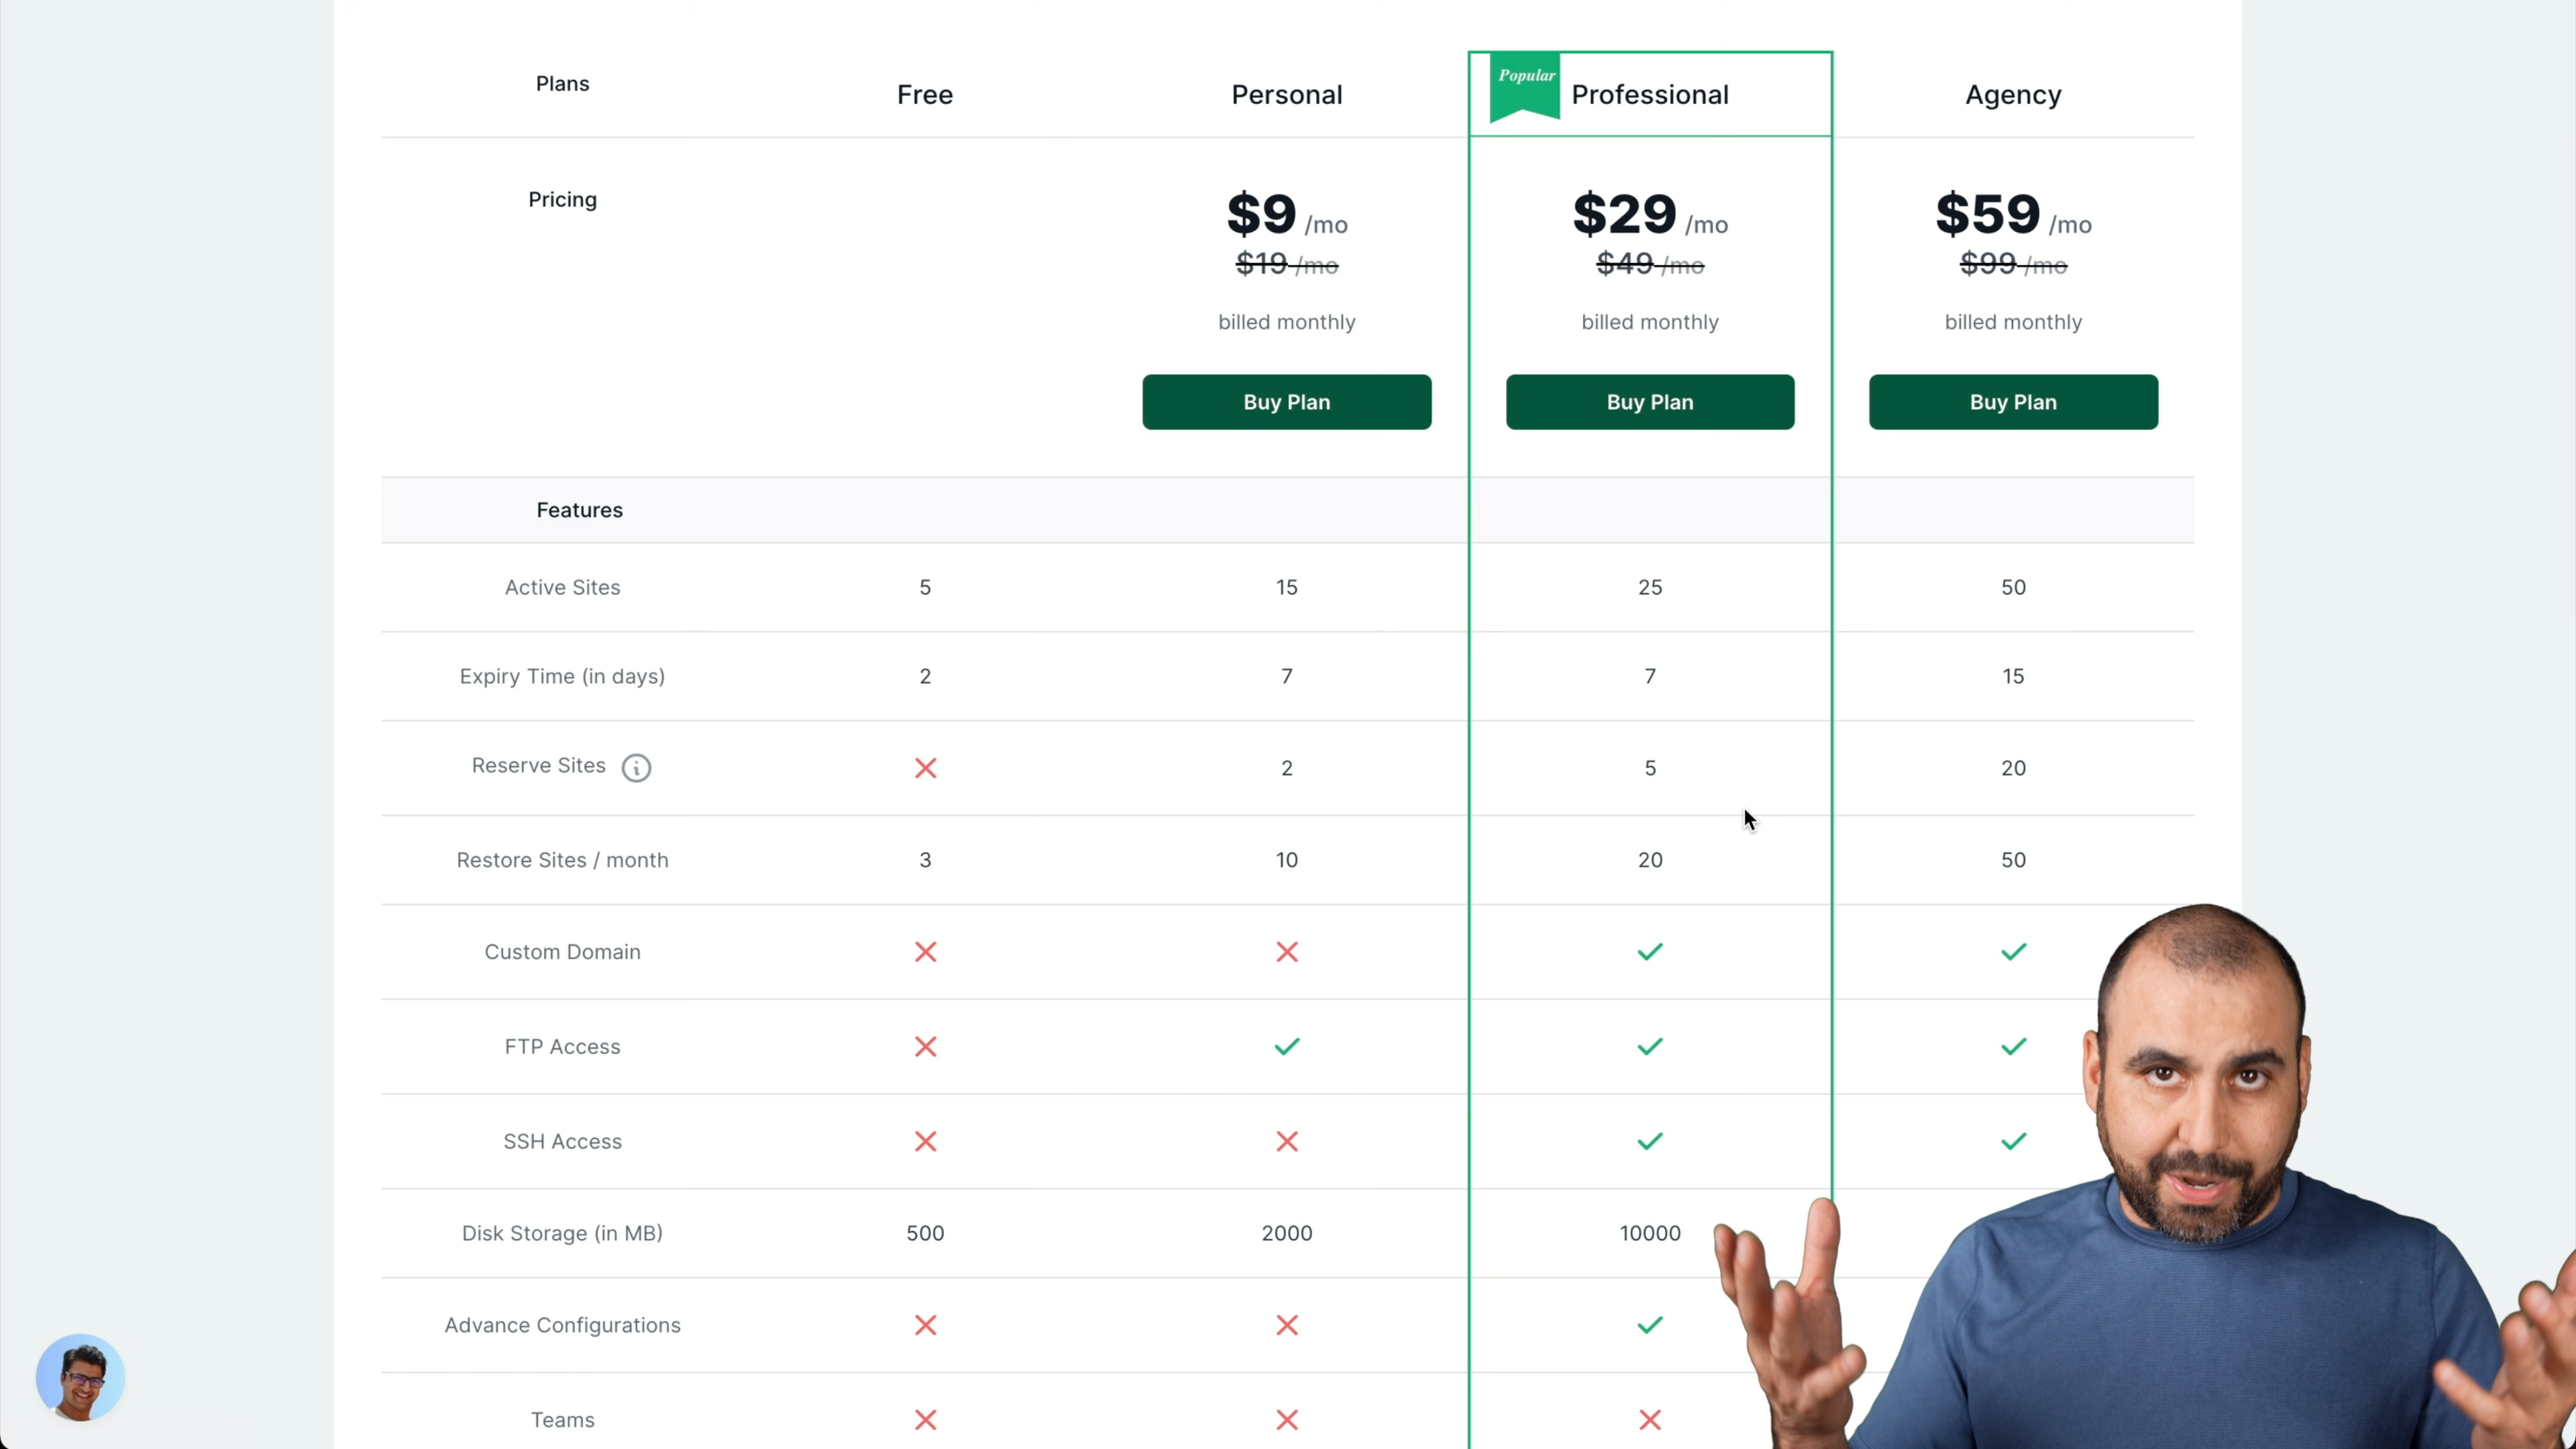 Plans Free Personal Popular Professional Agency
Pricing $9 /mo $29 /mo $59 /mo
$19 /mo $49 /mo $99 /mo
billed monthly billed monthly billed monthly
Buy Plan Buy Plan Buy Plan
Features
Active Sites 5 15 25 50
Expiry Time (in days) 2 7 7 15
Reserve Sites i 2 5 20
Restore Sites / month 3 10 20 50
Custom Domain
FTP Access
SSH Access
Disk Storage (in MB) 500 2000 10000
Advance Configurations
Teams